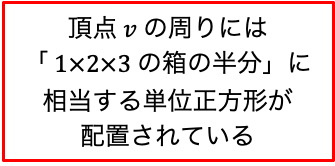 頂点 𝑣 の周りには
「 1×2×3 の箱の半分」に
相当する単位正方形が
配置されている